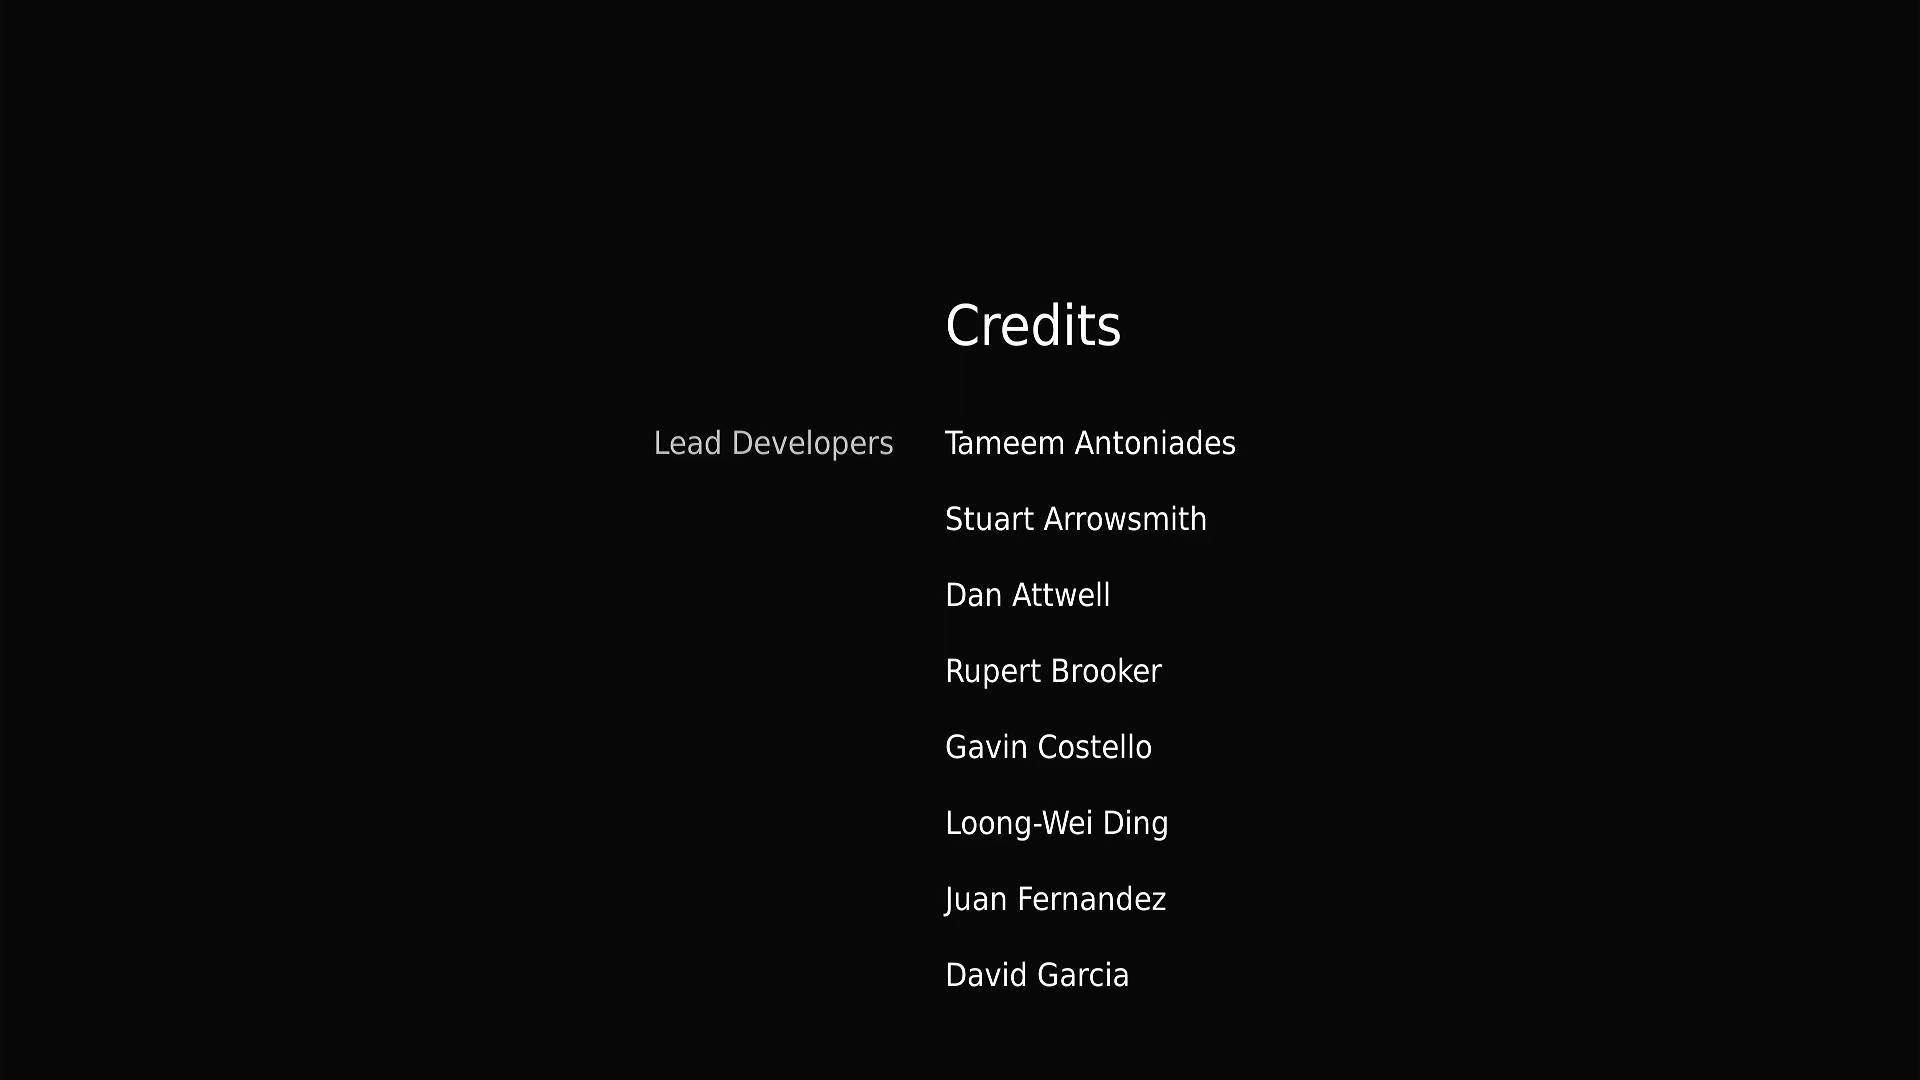 Credits
Lead Developers Tameem Antoniades
Stuart Arrowsmith
Dan Attwell
Rupert Brooker
Gavin Costello
Loong-Wei Ding
Juan Fernandez
David Garcia